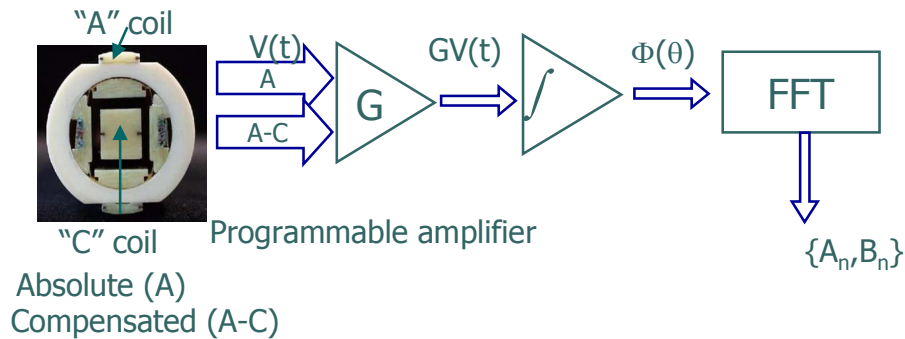 “A” coil
V(t)
A
A-C
G
GV(t)
∫
Φ(θ)
FFT
{Aₙ,Bₙ}
“C” coil
Programmable amplifier
Absolute (A)
Compensated (A-C)